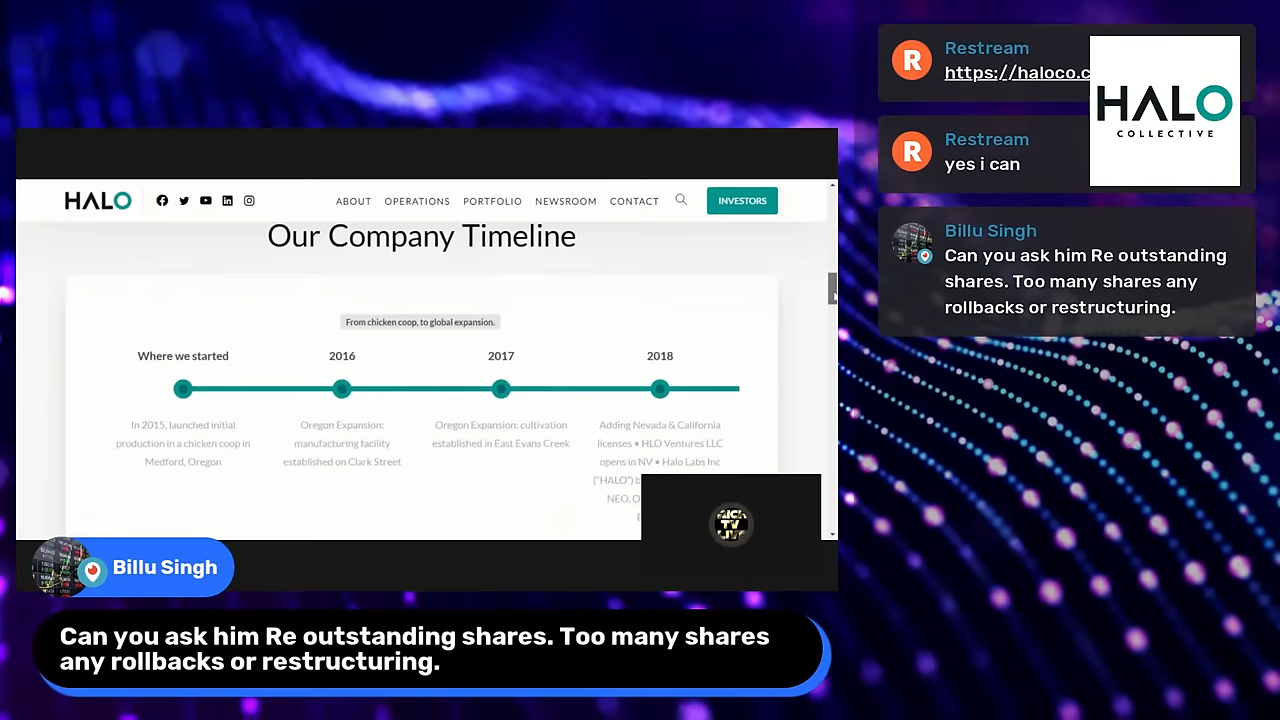 HALO
ABOUT OPERATIONS PORTFOLIO NEWSROOM CONTACT
INVESTORS
Our Company Timeline
From chicken coop, to global expansion.
Where we started
In 2015, launched initial
production in a chicken coop in
Medford, Oregon
2016
Oregon Expansion:
manufacturing facility
established on Clark Street
2017
Oregon Expansion: cultivation
established in East Evans Creek
2018
Adding Nevada & California
licenses • HLO Ventures LLC
opens in NV • Halo Labs Inc
("HALO")
NEO,
TV
LIVE
Billu Singh
Can you ask him Re outstanding shares. Too many shares
any rollbacks or restructuring.
R
Restream
https://haloco.c
HALO
COLLECTIVE
R
Restream
yes i can
Billu Singh
Can you ask him Re outstanding
shares. Too many shares any
rollbacks or restructuring.